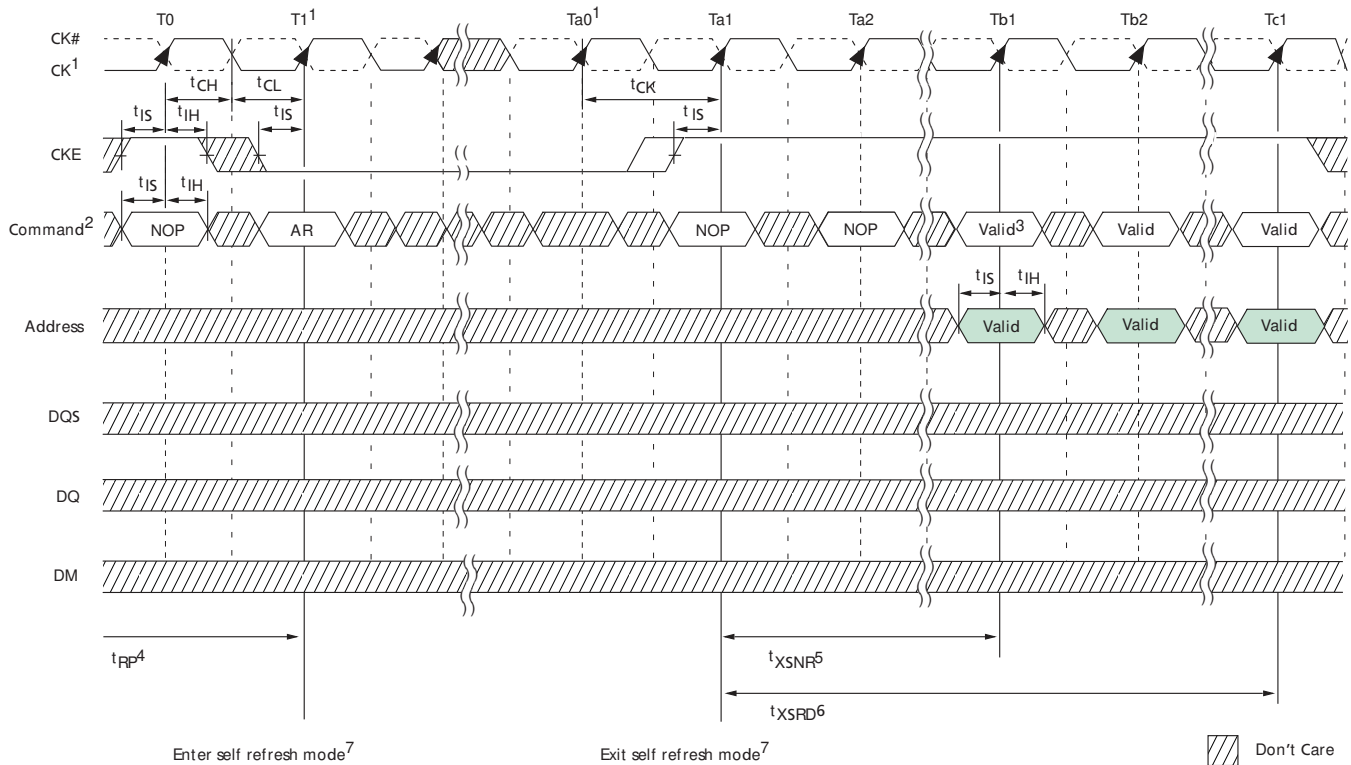 T0 T1¹ Ta0¹ Ta1 Ta2 Tb1 Tb2 Tc1
CK#
CK¹
tCH tCL tCK
tIS tIH tIS tIS
CKE
tIS tIH
Command² NOP AR NOP NOP Valid³ Valid Valid
tIS tIH
Address Valid Valid Valid
DQS
DQ
DM
tRP⁴ tXSNR⁵
tXSRD⁶
Enter self refresh mode⁷ Exit self refresh mode⁷ Don't Care